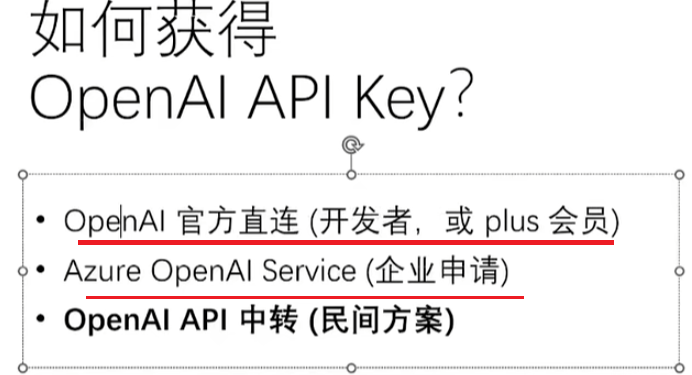 如何获得
OpenAI API Key?
• OpenAI 官方直连 (开发者，或 plus 会员)
• Azure OpenAI Service (企业申请)
• OpenAI API 中转 (民间方案)